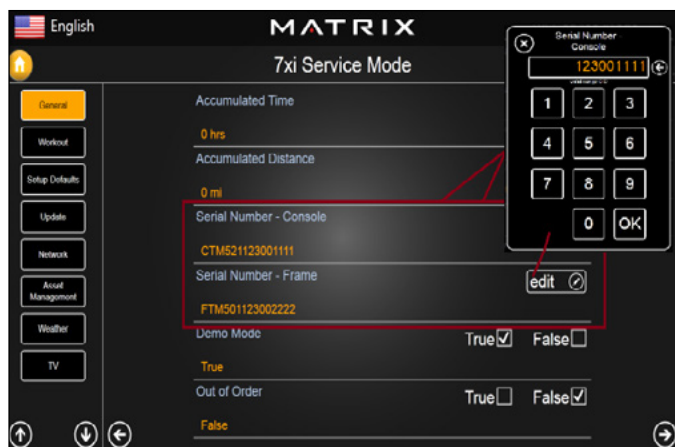 English
MATRIX
7xi Service Mode
General
Workout
Setup Defaults
Update
Network
Asset
Management
Weather
TV
Accumulated Time
0 hrs
Accumulated Distance
0 mi
Serial Number - Console
CTM521123001111
Serial Number - Frame
edit
FTM501123002222
Demo Mode
True False
True
Out of Order
True False
False
Serial Number -
Console
123001111
1 2 3
4 5 6
7 8 9
0 OK